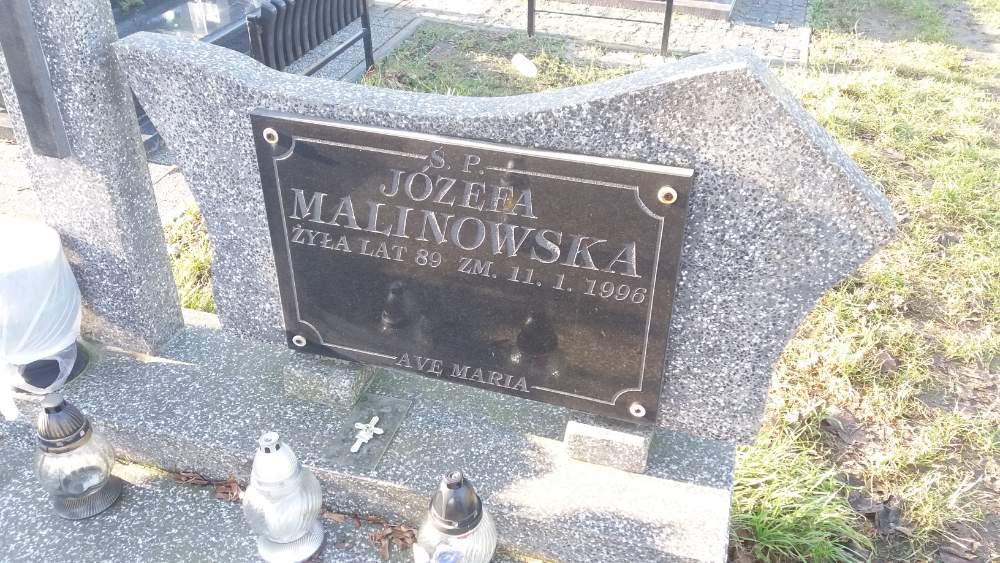 Ś. P.
JÓZEFA
MALINOWSKA
ŻYŁA LAT 89 ZM. 11. 1. 1996
AVE MARIA